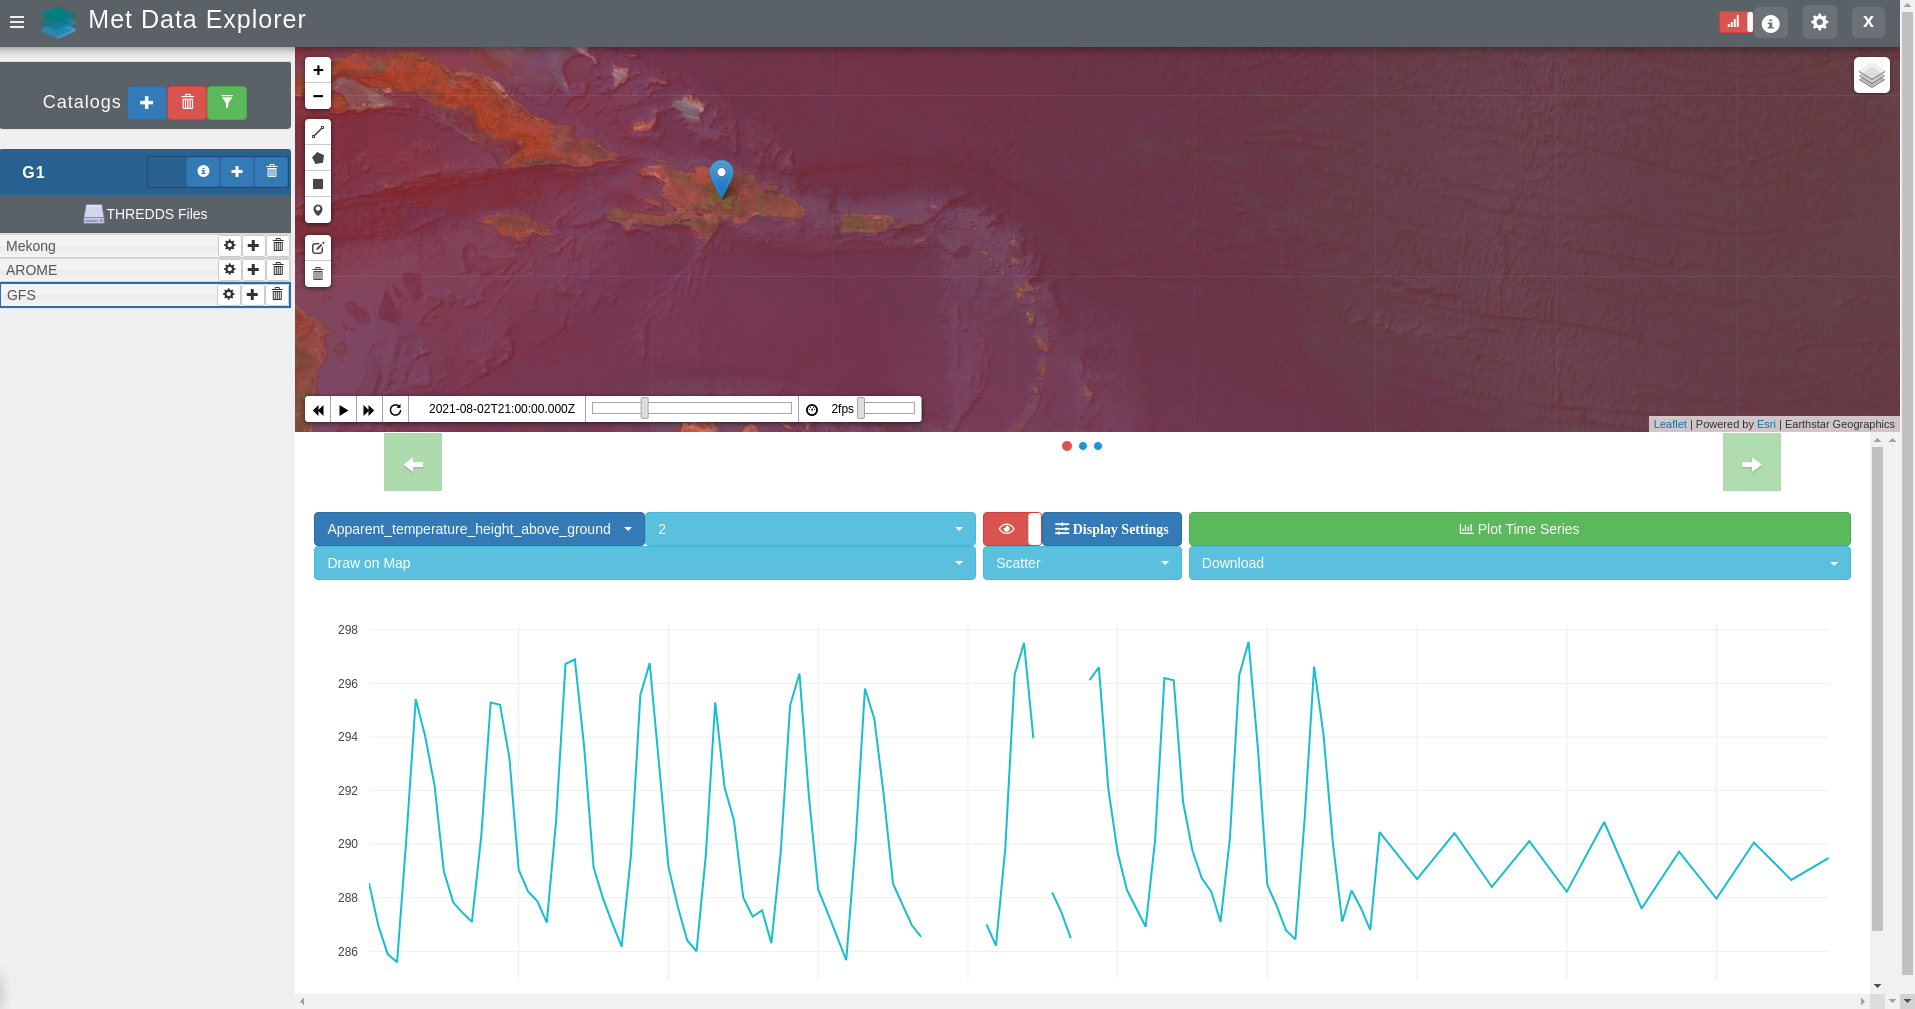 Met Data Explorer
X
Catalogs
G1
THREDDS Files
Mekong
AROME
GFS
+
−
2021-08-02T21:00:00.000Z
2fps
Leaflet | Powered by Esri | Earthstar Geographics
Apparent_temperature_height_above_ground
2
Display Settings
Plot Time Series
Draw on Map
Scatter
Download
298
296
294
292
290
288
286